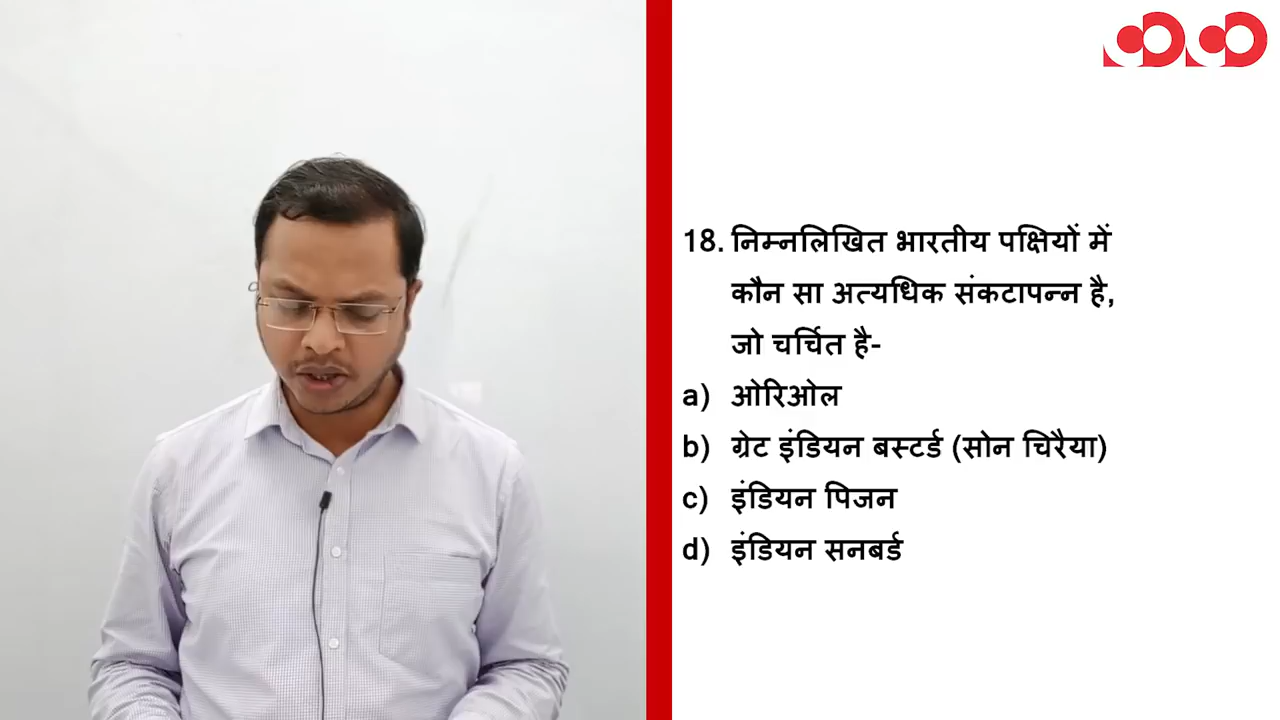 18. निम्नलिखित भारतीय पक्षियों में
कौन सा अत्यधिक संकटापन्न है,
जो चर्चित है-
a) ओरिओल
b) ग्रेट इंडियन बस्टर्ड (सोन चिरैया)
c) इंडियन पिजन
d) इंडियन सनबर्ड